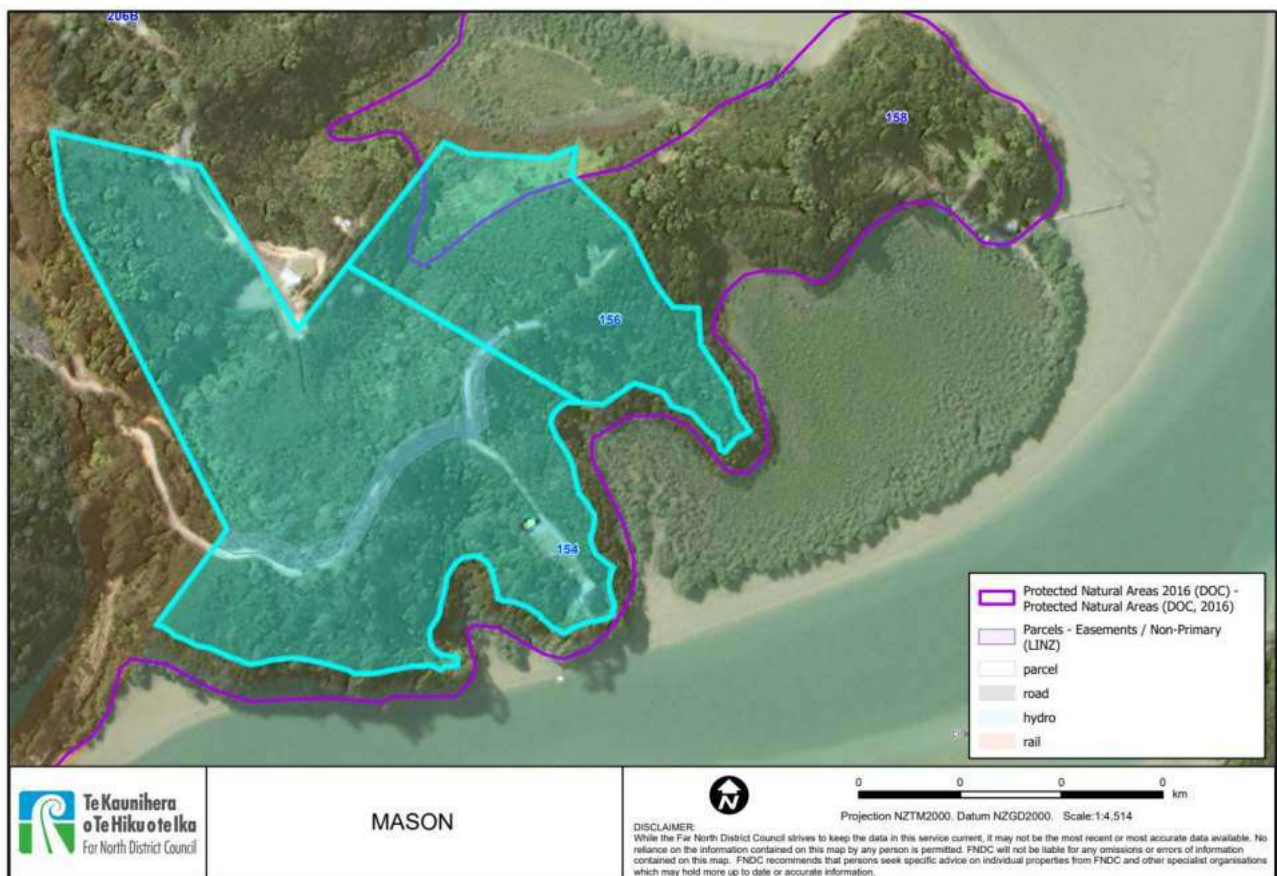 206B
158
156
154
Protected Natural Areas 2016 (DOC) -
Protected Natural Areas (DOC, 2016)
Parcels - Easements / Non-Primary
(LINZ)
parcel
road
hydro
rail
Te Kaunihera
o Te Hiku o te Ika
Far North District Council
MASON
N
0 0 0 0
km
Projection NZTM2000. Datum NZGD2000. Scale:1:4,514
DISCLAIMER:
While the Far North District Council strives to keep the data in this service current, it may not be the most recent or most accurate data available. No
reliance on the information contained on this map by any person is permitted. FNDC will not be liable for any omissions or errors of information
contained on this map. FNDC recommends that persons seek specific advice on individual properties from FNDC and other specialist organisations
which may hold more up to date or accurate information.